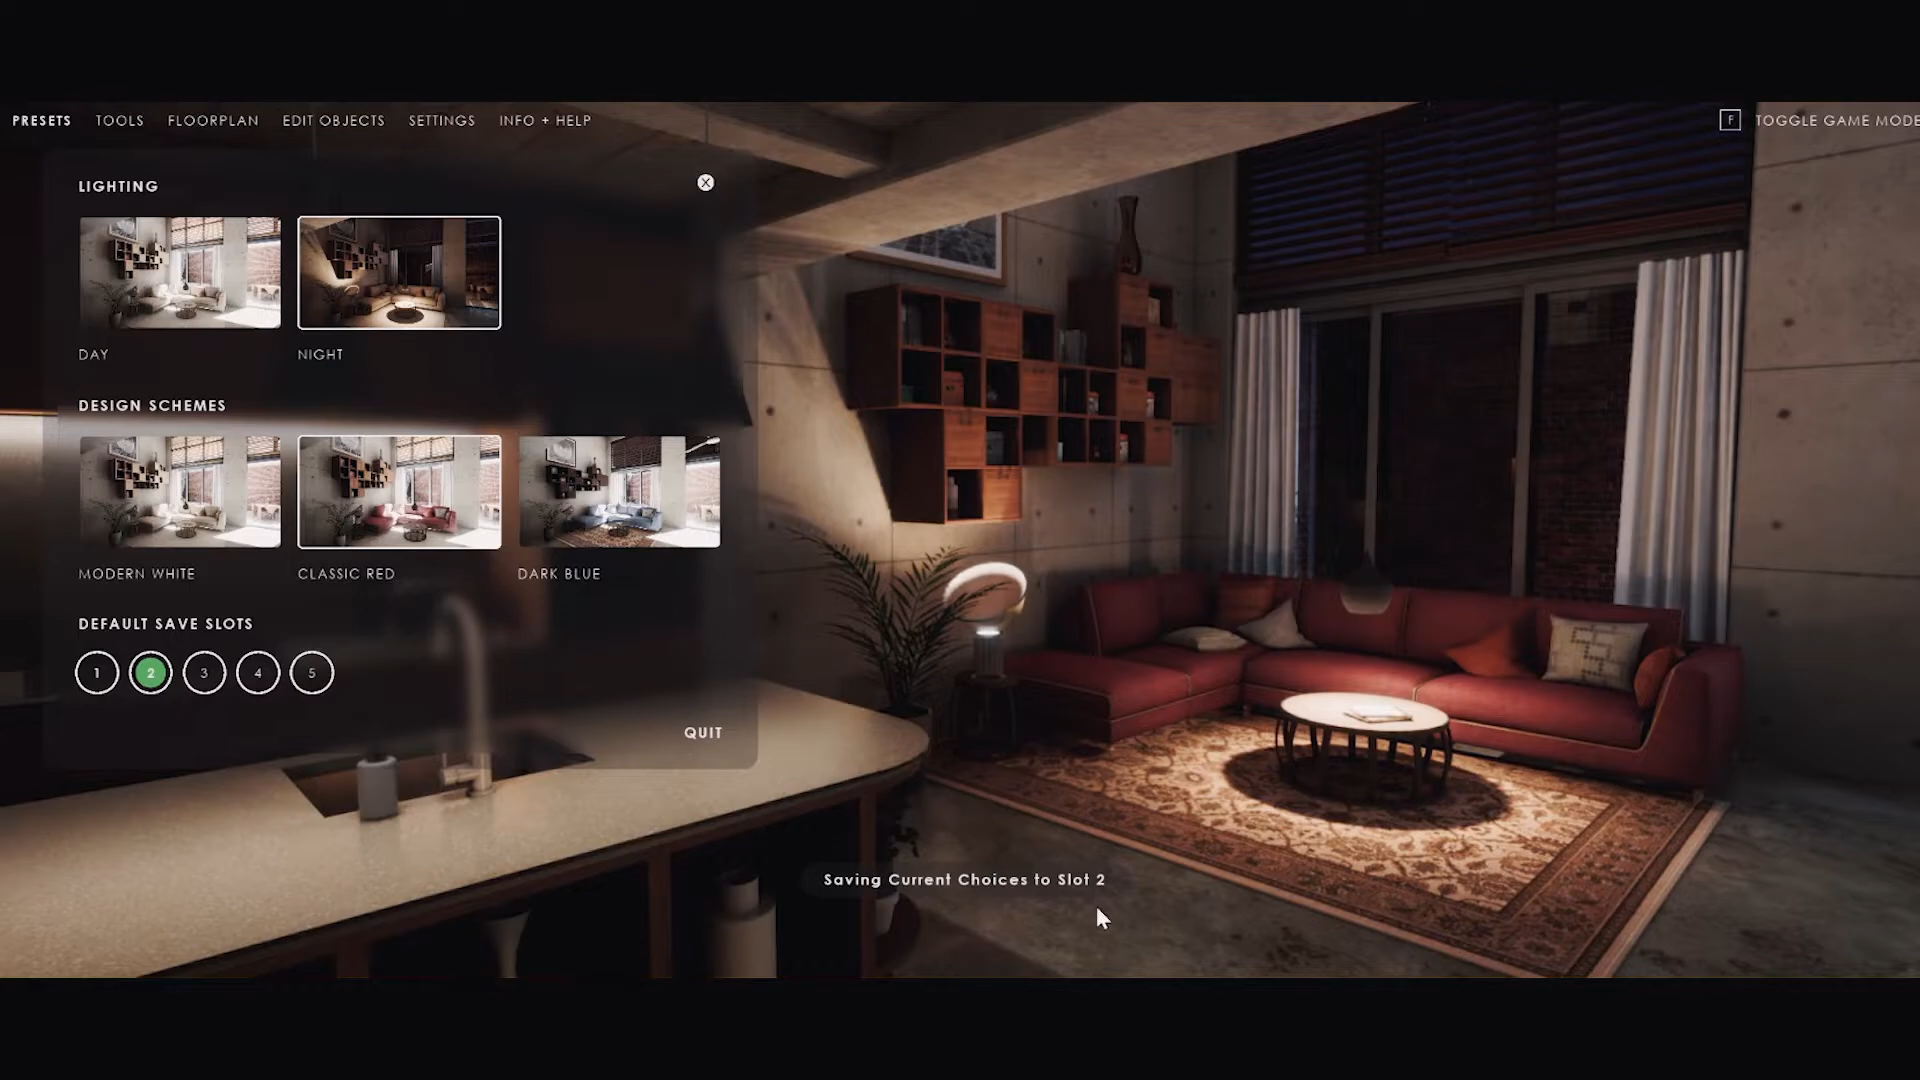 PRESETS TOOLS FLOORPLAN EDIT OBJECTS SETTINGS INFO + HELP
F TOGGLE GAME MODE
LIGHTING
DAY NIGHT
DESIGN SCHEMES
MODERN WHITE CLASSIC RED DARK BLUE
DEFAULT SAVE SLOTS
1 2 3 4 5
QUIT
Saving Current Choices to Slot 2